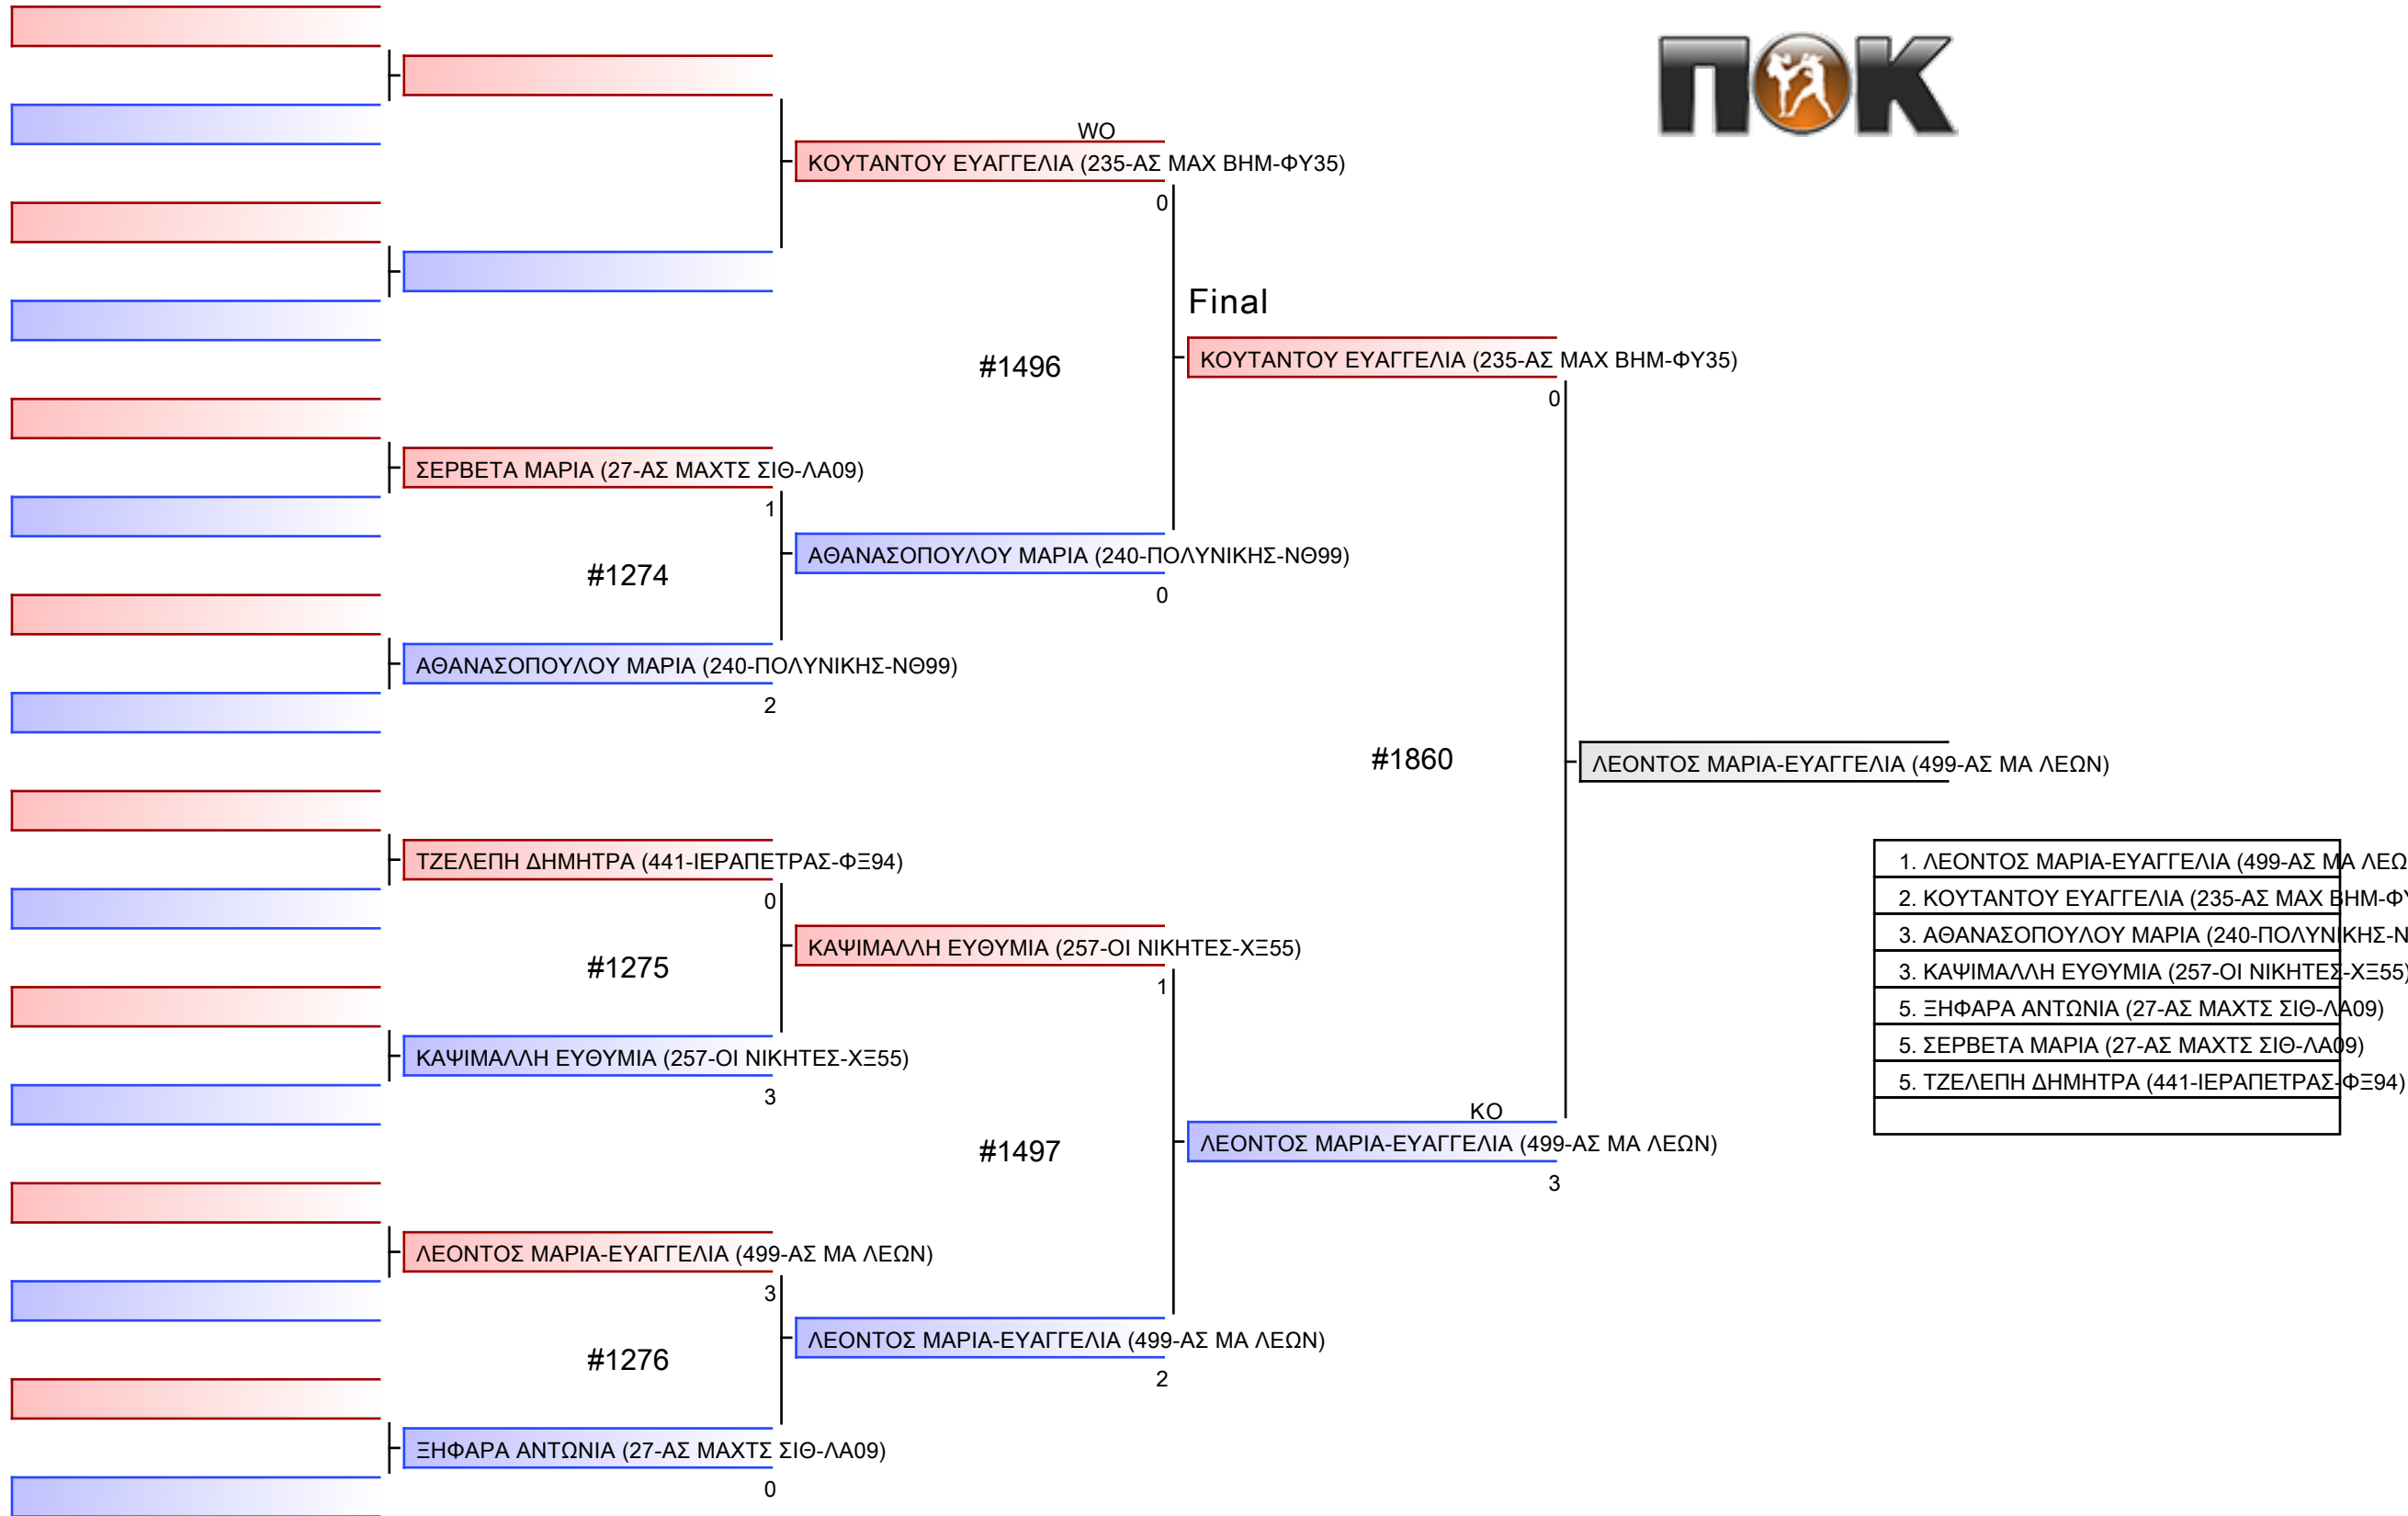 ΠΟΚ
WO
ΚΟΥΤΑΝΤΟΥ ΕΥΑΓΓΕΛΙΑ (235-ΑΣ ΜΑΧ ΒΗΜ-ΦΥ35)
0
Final
#1496
ΚΟΥΤΑΝΤΟΥ ΕΥΑΓΓΕΛΙΑ (235-ΑΣ ΜΑΧ ΒΗΜ-ΦΥ35)
0
ΣΕΡΒΕΤΑ ΜΑΡΙΑ (27-ΑΣ ΜΑΧΤΣ ΣΙΘ-ΛΑ09)
1
#1274
ΑΘΑΝΑΣΟΠΟΥΛΟΥ ΜΑΡΙΑ (240-ΠΟΛΥΝΙΚΗΣ-ΝΘ99)
0
ΑΘΑΝΑΣΟΠΟΥΛΟΥ ΜΑΡΙΑ (240-ΠΟΛΥΝΙΚΗΣ-ΝΘ99)
2
#1860
ΛΕΟΝΤΟΣ ΜΑΡΙΑ-ΕΥΑΓΓΕΛΙΑ (499-ΑΣ ΜΑ ΛΕΩΝ)
ΤΖΕΛΕΠΗ ΔΗΜΗΤΡΑ (441-ΙΕΡΑΠΕΤΡΑΣ-ΦΞ94)
0
#1275
ΚΑΨΙΜΑΛΛΗ ΕΥΘΥΜΙΑ (257-ΟΙ ΝΙΚΗΤΕΣ-ΧΞ55)
1
ΚΑΨΙΜΑΛΛΗ ΕΥΘΥΜΙΑ (257-ΟΙ ΝΙΚΗΤΕΣ-ΧΞ55)
3
#1497
KO
ΛΕΟΝΤΟΣ ΜΑΡΙΑ-ΕΥΑΓΓΕΛΙΑ (499-ΑΣ ΜΑ ΛΕΩΝ)
3
ΛΕΟΝΤΟΣ ΜΑΡΙΑ-ΕΥΑΓΓΕΛΙΑ (499-ΑΣ ΜΑ ΛΕΩΝ)
3
#1276
ΛΕΟΝΤΟΣ ΜΑΡΙΑ-ΕΥΑΓΓΕΛΙΑ (499-ΑΣ ΜΑ ΛΕΩΝ)
2
ΞΗΦΑΡΑ ΑΝΤΩΝΙΑ (27-ΑΣ ΜΑΧΤΣ ΣΙΘ-ΛΑ09)
0
1. ΛΕΟΝΤΟΣ ΜΑΡΙΑ-ΕΥΑΓΓΕΛΙΑ (499-ΑΣ ΜΑ ΛΕΩ
2. ΚΟΥΤΑΝΤΟΥ ΕΥΑΓΓΕΛΙΑ (235-ΑΣ ΜΑΧ ΒΗΜ-ΦΥ
3. ΑΘΑΝΑΣΟΠΟΥΛΟΥ ΜΑΡΙΑ (240-ΠΟΛΥΝΙΚΗΣ-Ν
3. ΚΑΨΙΜΑΛΛΗ ΕΥΘΥΜΙΑ (257-ΟΙ ΝΙΚΗΤΕΣ-ΧΞ55)
5. ΞΗΦΑΡΑ ΑΝΤΩΝΙΑ (27-ΑΣ ΜΑΧΤΣ ΣΙΘ-ΛΑ09)
5. ΣΕΡΒΕΤΑ ΜΑΡΙΑ (27-ΑΣ ΜΑΧΤΣ ΣΙΘ-ΛΑ09)
5. ΤΖΕΛΕΠΗ ΔΗΜΗΤΡΑ (441-ΙΕΡΑΠΕΤΡΑΣ-ΦΞ94)